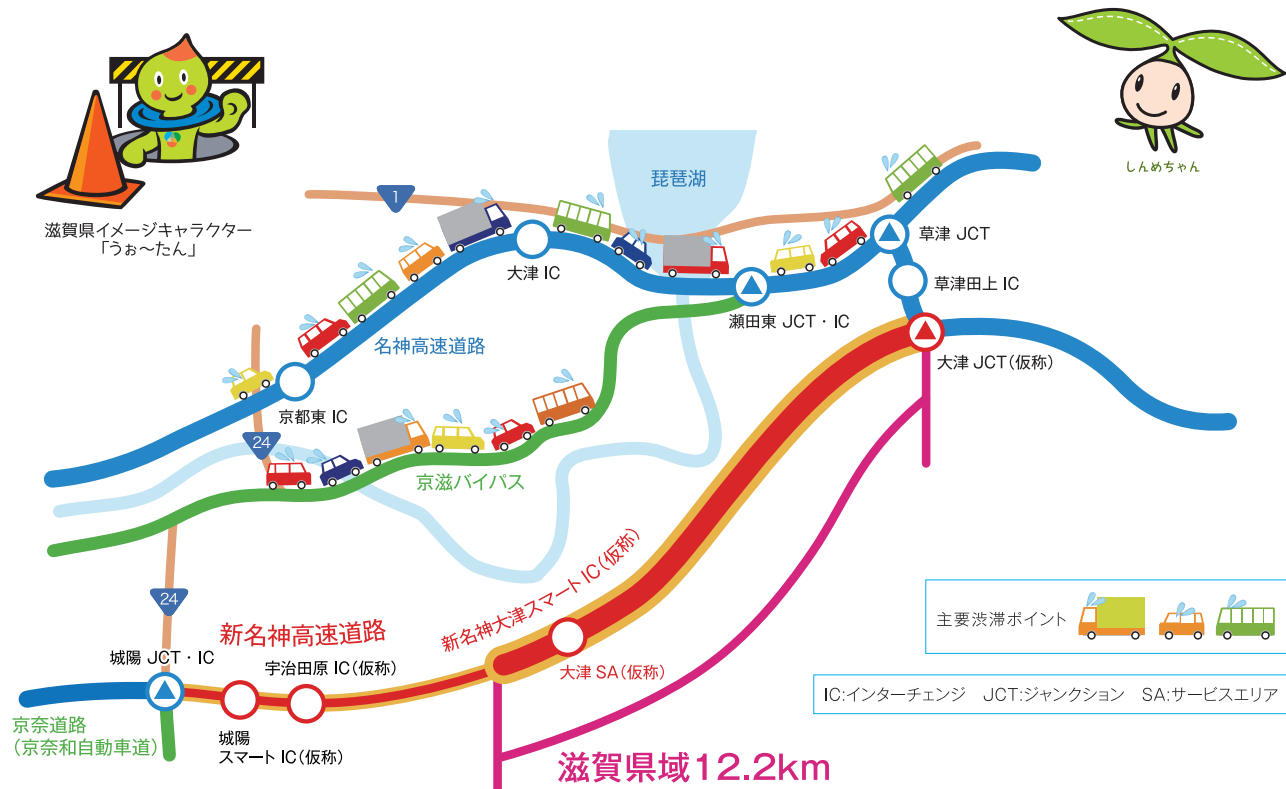 滋賀県イメージキャラクター
「うぉ～たん」
しんめちゃん
1
琵琶湖
草津 JCT
大津 IC
草津田上 IC
瀬田東 JCT・IC
名神高速道路
大津 JCT(仮称)
京都東 IC
24
京滋バイパス
24
新名神大津スマート IC(仮称)
主要渋滞ポイント
新名神高速道路
城陽 JCT・IC
宇治田原 IC(仮称)
大津 SA(仮称)
IC:インターチェンジ JCT:ジャンクション SA:サービスエリア
京奈道路
(京奈和自動車道)
城陽
スマート IC(仮称)
滋賀県域12.2km